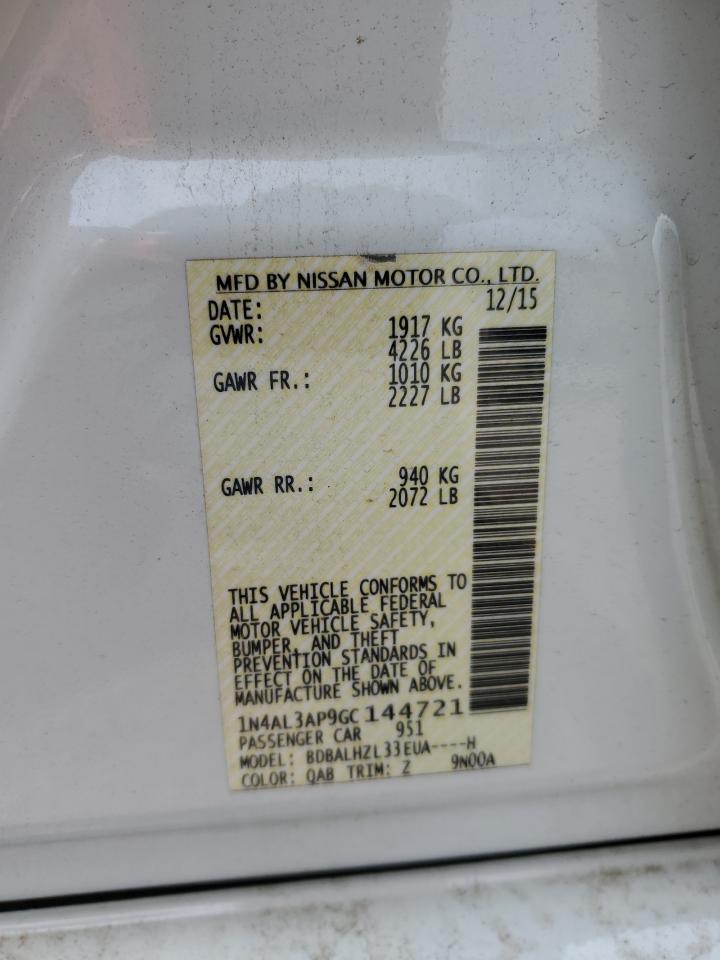 MFD BY NISSAN MOTOR CO., LTD.
DATE: 12/15
GVWR: 1917 KG
4226 LB
GAWR FR.: 1010 KG
2227 LB
GAWR RR.: 940 KG
2072 LB
THIS VEHICLE CONFORMS TO
ALL APPLICABLE FEDERAL
MOTOR VEHICLE SAFETY,
BUMPER, AND THEFT
PREVENTION STANDARDS IN
EFFECT ON THE DATE OF
MANUFACTURE SHOWN ABOVE.
1N4AL3AP9GC144721
PASSENGER CAR 951
MODEL: BDBALHZL33EUA----H
COLOR: QAB TRIM: Z 9N00A